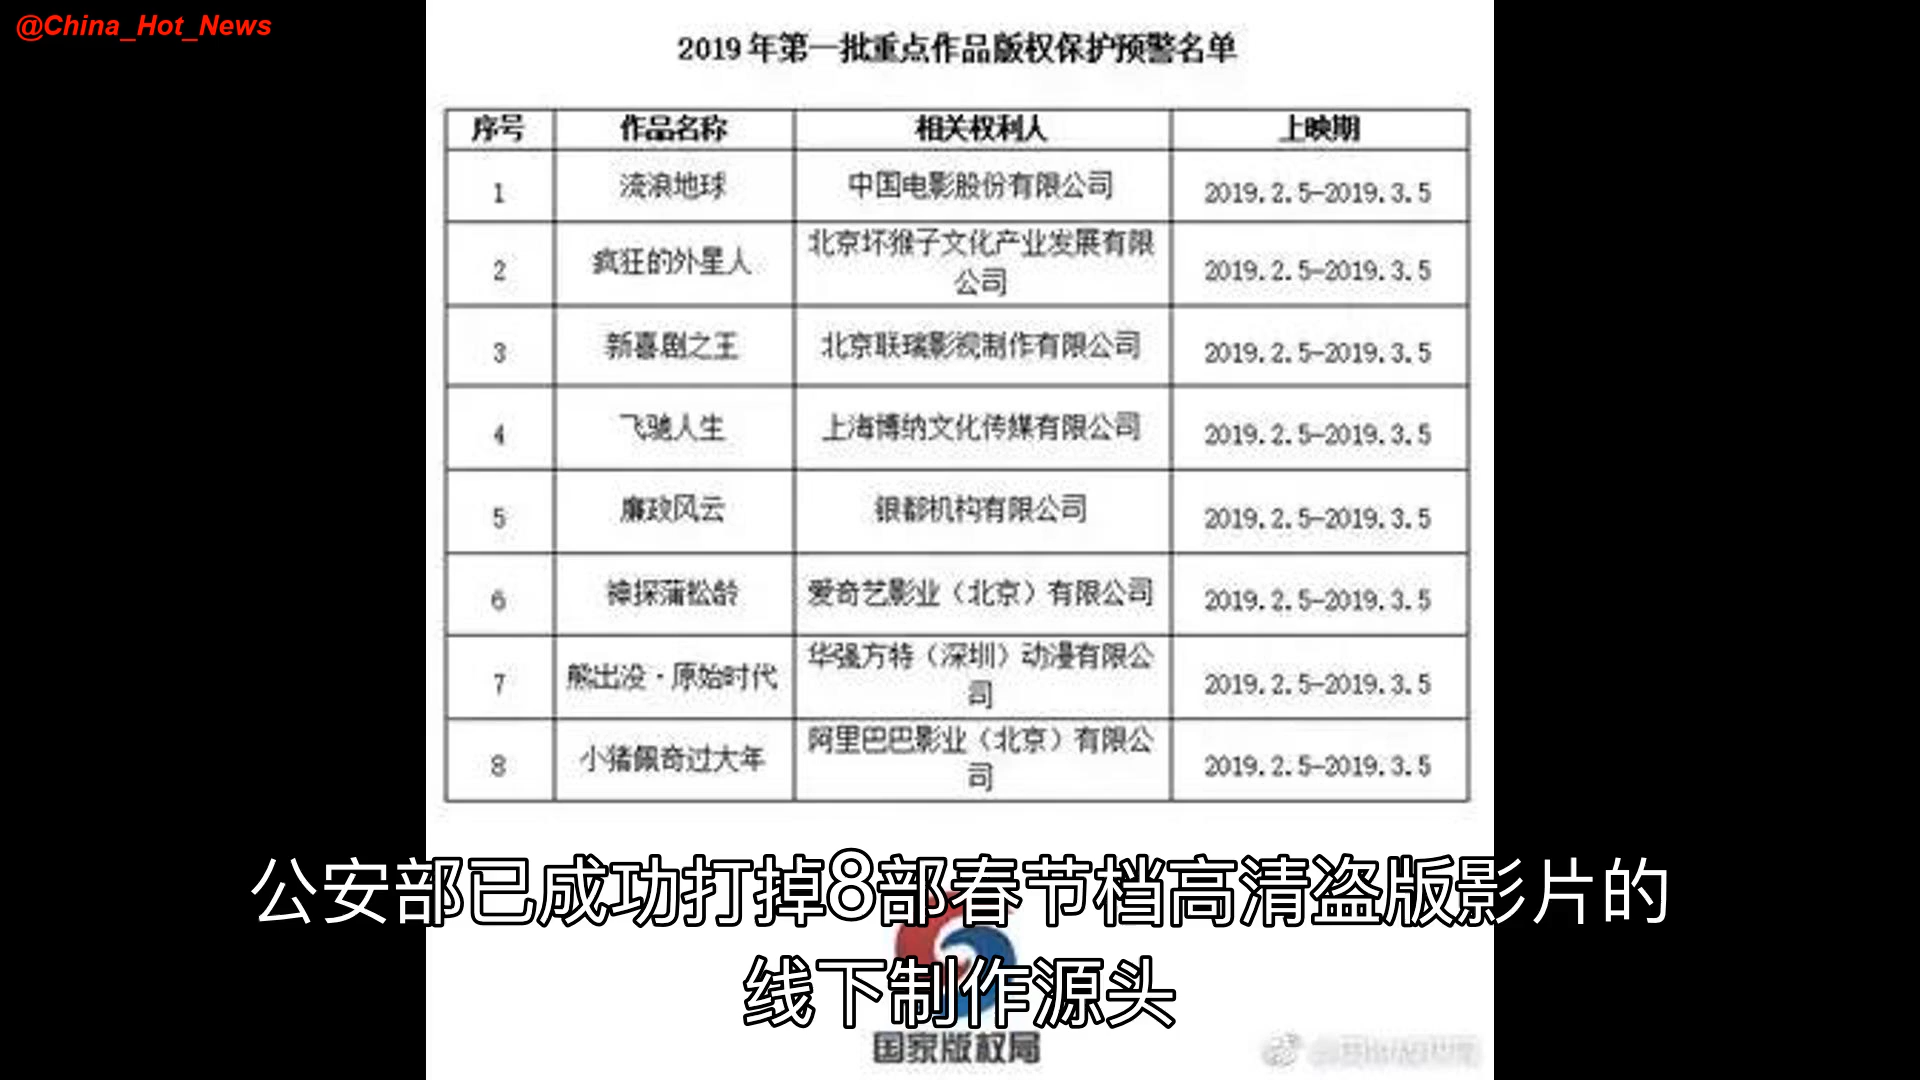 @China_Hot_News
2019年第一批重点作品版权保护预警名单
序号 作品名称 相关权利人 上映期
1 流浪地球 中国电影股份有限公司 2019.2.5-2019.3.5
2 疯狂的外星人 北京坏猴子文化产业发展有限
公司 2019.2.5-2019.3.5
3 新喜剧之王 北京联瑞影视制作有限公司 2019.2.5-2019.3.5
4 飞驰人生 上海博纳文化传媒有限公司 2019.2.5-2019.3.5
5 廉政风云 银都机构有限公司 2019.2.5-2019.3.5
6 神探蒲松龄 爱奇艺影业（北京）有限公司 2019.2.5-2019.3.5
7 熊出没·原始时代 华强方特（深圳）动漫有限公
司 2019.2.5-2019.3.5
8 小猪佩奇过大年 阿里巴巴影业（北京）有限公
司 2019.2.5-2019.3.5
公安部已成功打掉8部春节档高清盗版影片的
线下制作源头
国家版权局